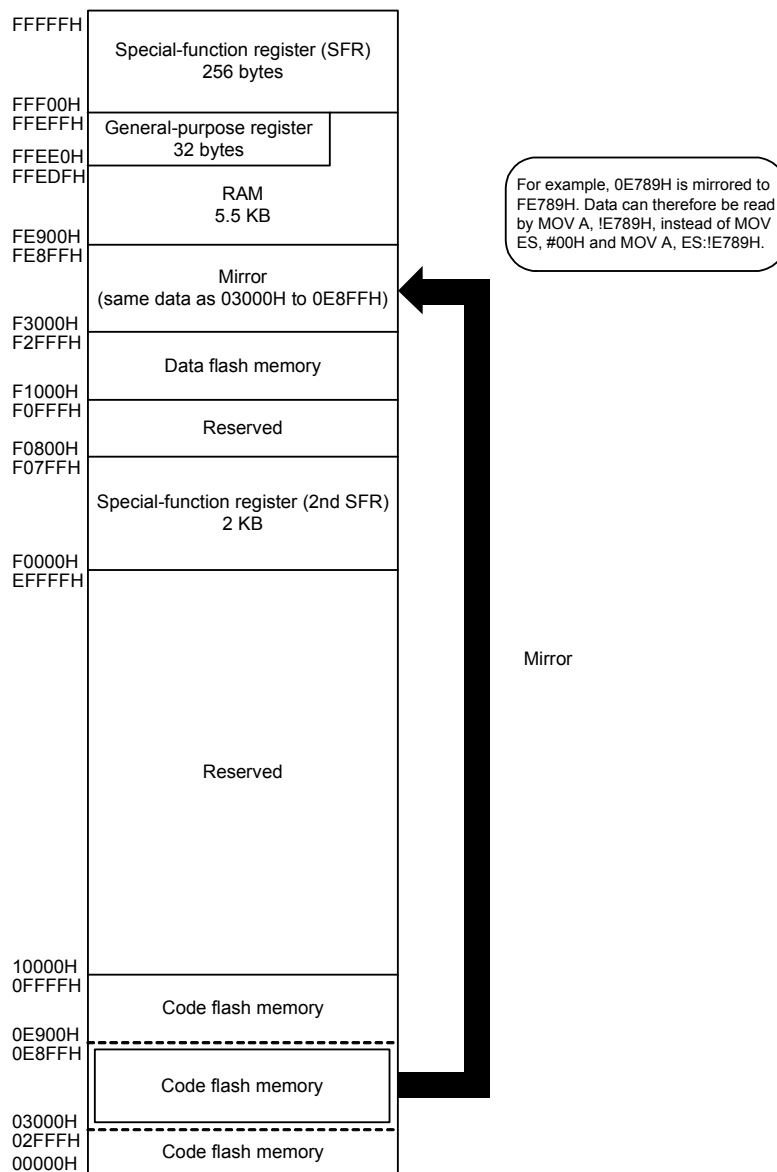 FFFFFH
Special-function register (SFR)
256 bytes
FFF00H
FFEFFH
General-purpose register
32 bytes
FFEE0H
FFEDFH
RAM
5.5 KB
For example, 0E789H is mirrored to
FE789H. Data can therefore be read
by MOV A, !E789H, instead of MOV
ES, #00H and MOV A, ES:!E789H.
FE900H
FE8FFH
Mirror
(same data as 03000H to 0E8FFH)
F3000H
F2FFFH
Data flash memory
F1000H
F0FFFH
Reserved
F0800H
F07FFH
Special-function register (2nd SFR)
2 KB
F0000H
EFFFFH
Mirror
Reserved
10000H
0FFFFH
Code flash memory
0E900H
0E8FFH
Code flash memory
03000H
02FFFH
Code flash memory
00000H